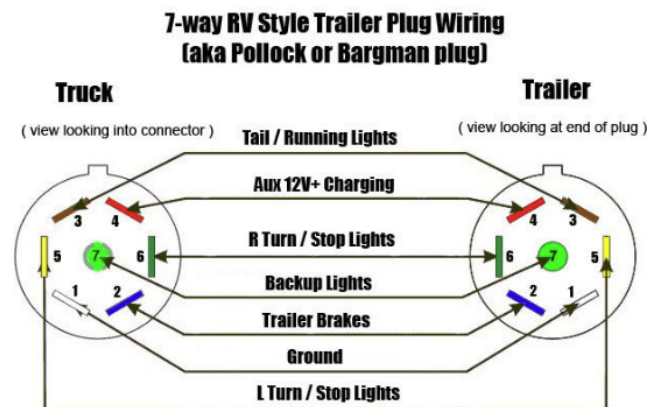 7-way RV Style Trailer Plug Wiring
(aka Pollock or Bargman plug)
Truck
Trailer
( view looking into connector )
( view looking at end of plug )
Tail / Running Lights
Aux 12V+ Charging
R Turn / Stop Lights
Backup Lights
Trailer Brakes
Ground
L Turn / Stop Lights
3
4
5
7
6
1
2
4
3
6
7
5
2
1